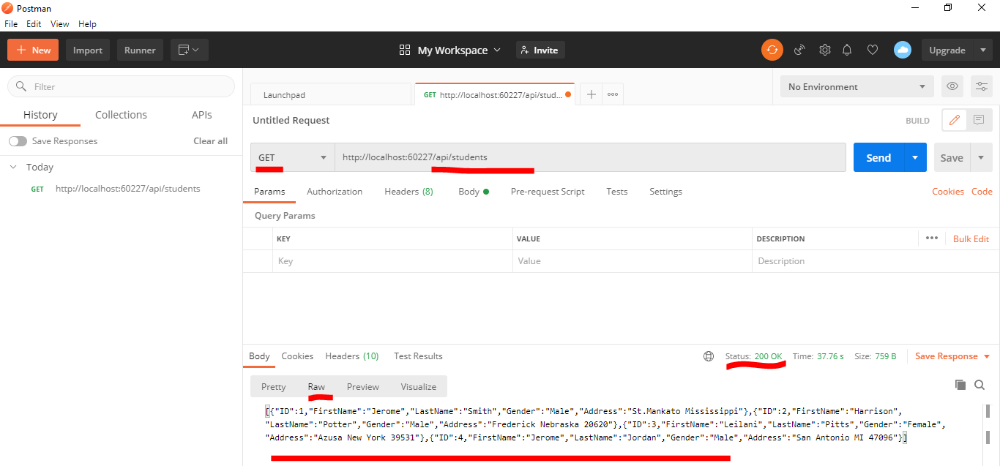 Postman
File Edit View Help
New Import Runner My Workspace Invite Upgrade
Filter
History Collections APIs
Save Responses Clear all
Today
GET http://localhost:60227/api/students
Launchpad GET http://localhost:60227/api/stud... No Environment
Untitled Request BUILD
GET http://localhost:60227/api/students Send Save
Params Authorization Headers (8) Body Pre-request Script Tests Settings Cookies Code
Query Params
KEY VALUE DESCRIPTION Bulk Edit
Key Value Description
Body Cookies Headers (10) Test Results Status: 200 OK Time: 37.76 s Size: 759 B Save Response
Pretty Raw Preview Visualize
[{"ID":1,"FirstName":"Jerome","LastName":"Smith","Gender":"Male","Address":"St.Mankato Mississippi"},{"ID":2,"FirstName":"Harrison",
"LastName":"Potter","Gender":"Male","Address":"Frederick Nebraska 20620"},{"ID":3,"FirstName":"Leilani","LastName":"Pitts","Gender":"Female",
"Address":"Azusa New York 39531"},{"ID":4,"FirstName":"Jerome","LastName":"Jordan","Gender":"Male","Address":"San Antonio MI 47096"}]